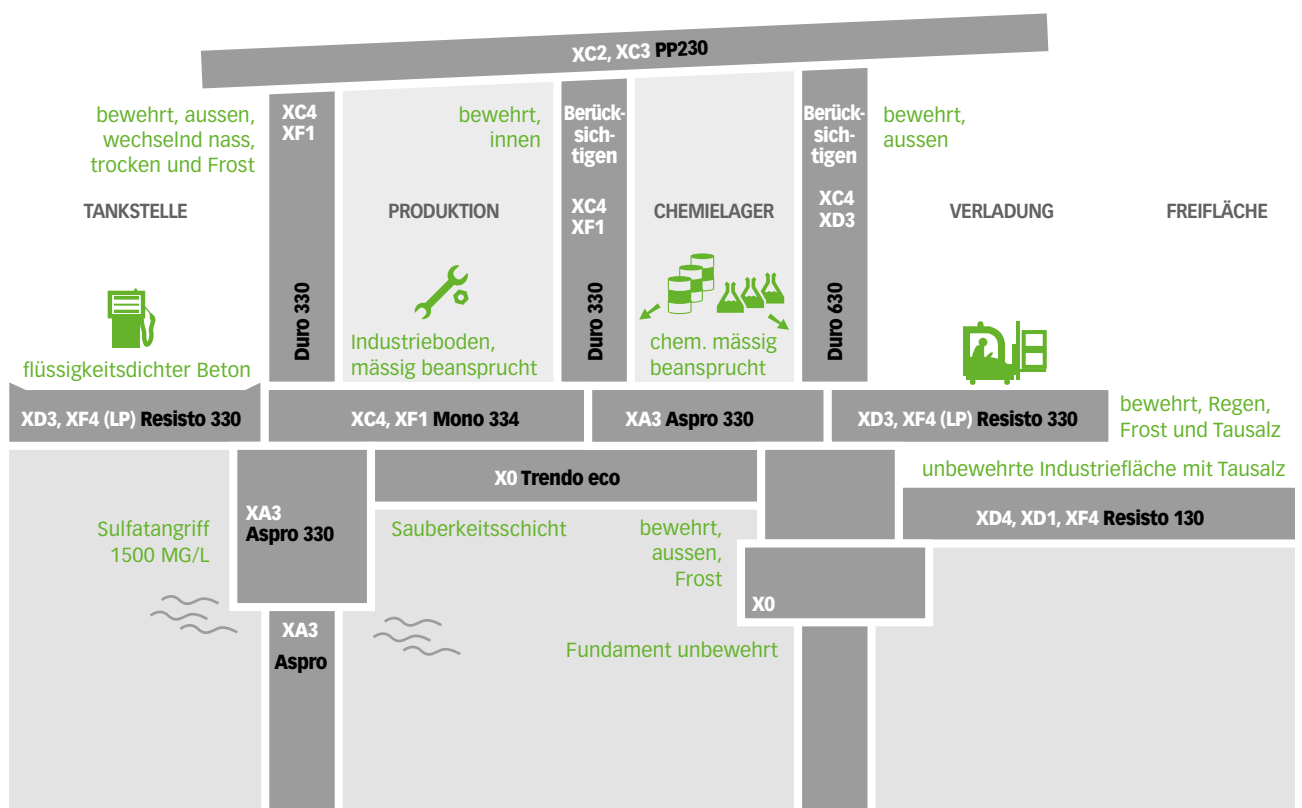 XC2, XC3 PP230
bewehrt, aussen,
wechselnd nass,
trocken und Frost
XC4
XF1
Duro 330
bewehrt,
innen
Berück-
sich-
tigen
XC4
XF1
Duro 330
Berück-
sich-
tigen
XC4
XD3
Duro 630
bewehrt,
aussen
TANKSTELLE
PRODUKTION
CHEMIELAGER
VERLADUNG
FREIFLÄCHE
flüssigkeitsdichter Beton
Industrieboden,
mässig beansprucht
chem. mässig
beansprucht
XD3, XF4 (LP) Resisto 330
XC4, XF1 Mono 334
XA3 Aspro 330
XD3, XF4 (LP) Resisto 330
bewehrt, Regen,
Frost und Tausalz
X0 Trendo eco
unbewehrte Industriefläche mit Tausalz
XD4, XD1, XF4 Resisto 130
Sulfatangriff
1500 MG/L
XA3
Aspro 330
Sauberkeitsschicht
bewehrt,
aussen,
Frost
X0
XA3
Aspro
Fundament unbewehrt